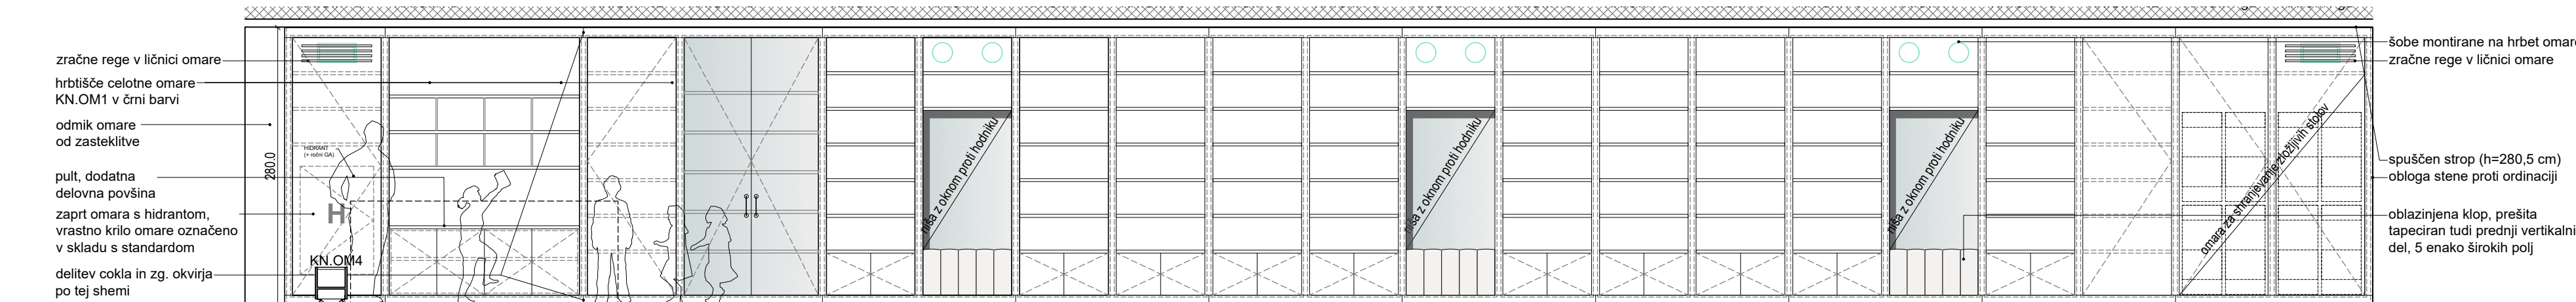 zračne rege v ličnici omare
hrbtišče celotne omare
KN.OM1 v črni barvi
odmik omare
od zasteklitve
pult, dodatna
delovna povšina
zaprt omara s hidrantom,
vrastno krilo omare označeno
v skladu s standardom
delitev cokla in zg. okvirja
po tej shemi
280.0
HIDRANT
(+ ročni GA)
H
KN.OM4
niša z oknom proti hodniku
niša z oknom proti hodniku
niša z oknom proti hodniku
omara za shranjevanje zložljivih stolov
šobe montirane na hrbet omare
zračne rege v ličnici omare
spuščen strop (h=280,5 cm)
obloga stene proti ordinaciji
oblazinjena klop, prešita
tapeciran tudi prednji vertikalni
del, 5 enako širokih polj